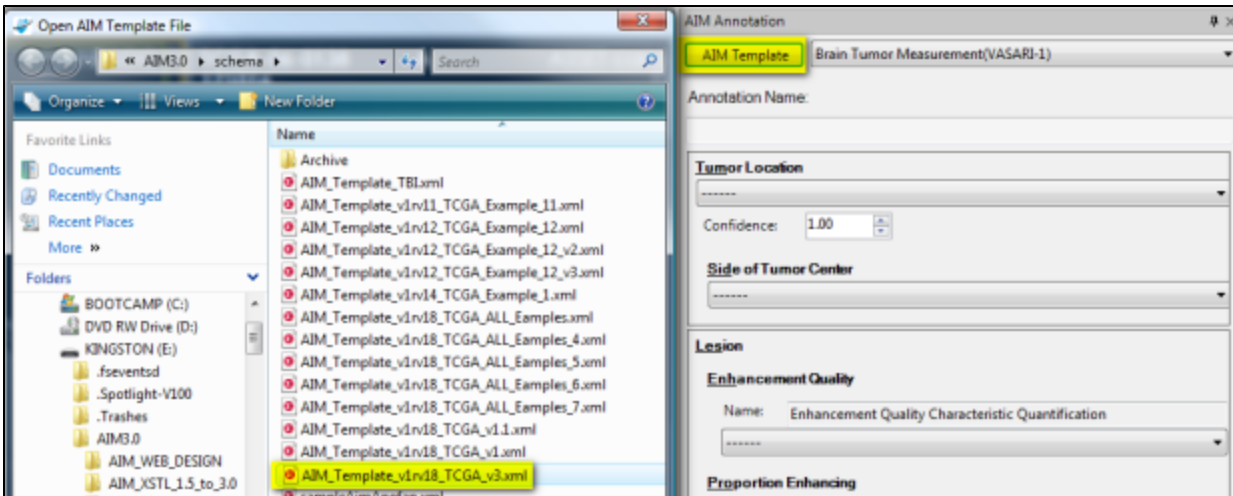 Open AIM Template File
« AIM3.0 ▸ schema ▸
Search
Organize
Views
New Folder
Favorite Links
Documents
Recently Changed
Recent Places
More »
Folders
BOOTCAMP (C:)
DVD RW Drive (D:)
KINGSTON (E:)
.fseventsd
.Spotlight-V100
.Trashes
AIM3.0
AIM_WEB_DESIGN
AIM_XSTL_1.5_to_3.0
Name
Archive
AIM_Template_TBI.xml
AIM_Template_v1rv11_TCGA_Example_11.xml
AIM_Template_v1rv12_TCGA_Example_12.xml
AIM_Template_v1rv12_TCGA_Example_12_v2.xml
AIM_Template_v1rv12_TCGA_Example_12_v3.xml
AIM_Template_v1rv14_TCGA_Example_1.xml
AIM_Template_v1rv18_TCGA_ALL_Eamples.xml
AIM_Template_v1rv18_TCGA_ALL_Eamples_4.xml
AIM_Template_v1rv18_TCGA_ALL_Eamples_5.xml
AIM_Template_v1rv18_TCGA_ALL_Eamples_6.xml
AIM_Template_v1rv18_TCGA_ALL_Eamples_7.xml
AIM_Template_v1rv18_TCGA_v1.1.xml
AIM_Template_v1rv18_TCGA_v1.xml
AIM_Template_v1rv18_TCGA_v3.xml
AIM Annotation
AIM Template
Brain Tumor Measurement(VASARI-1)
Annotation Name:
Tumor Location
------
Confidence: 1.00
Side of Tumor Center
------
Lesion
Enhancement Quality
Name: Enhancement Quality Characteristic Quantification
------
Proportion Enhancing